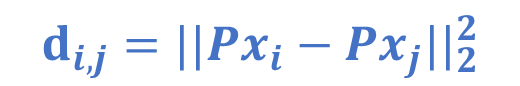 d_{i,j} = ||Px_i − Px_j||_2^2